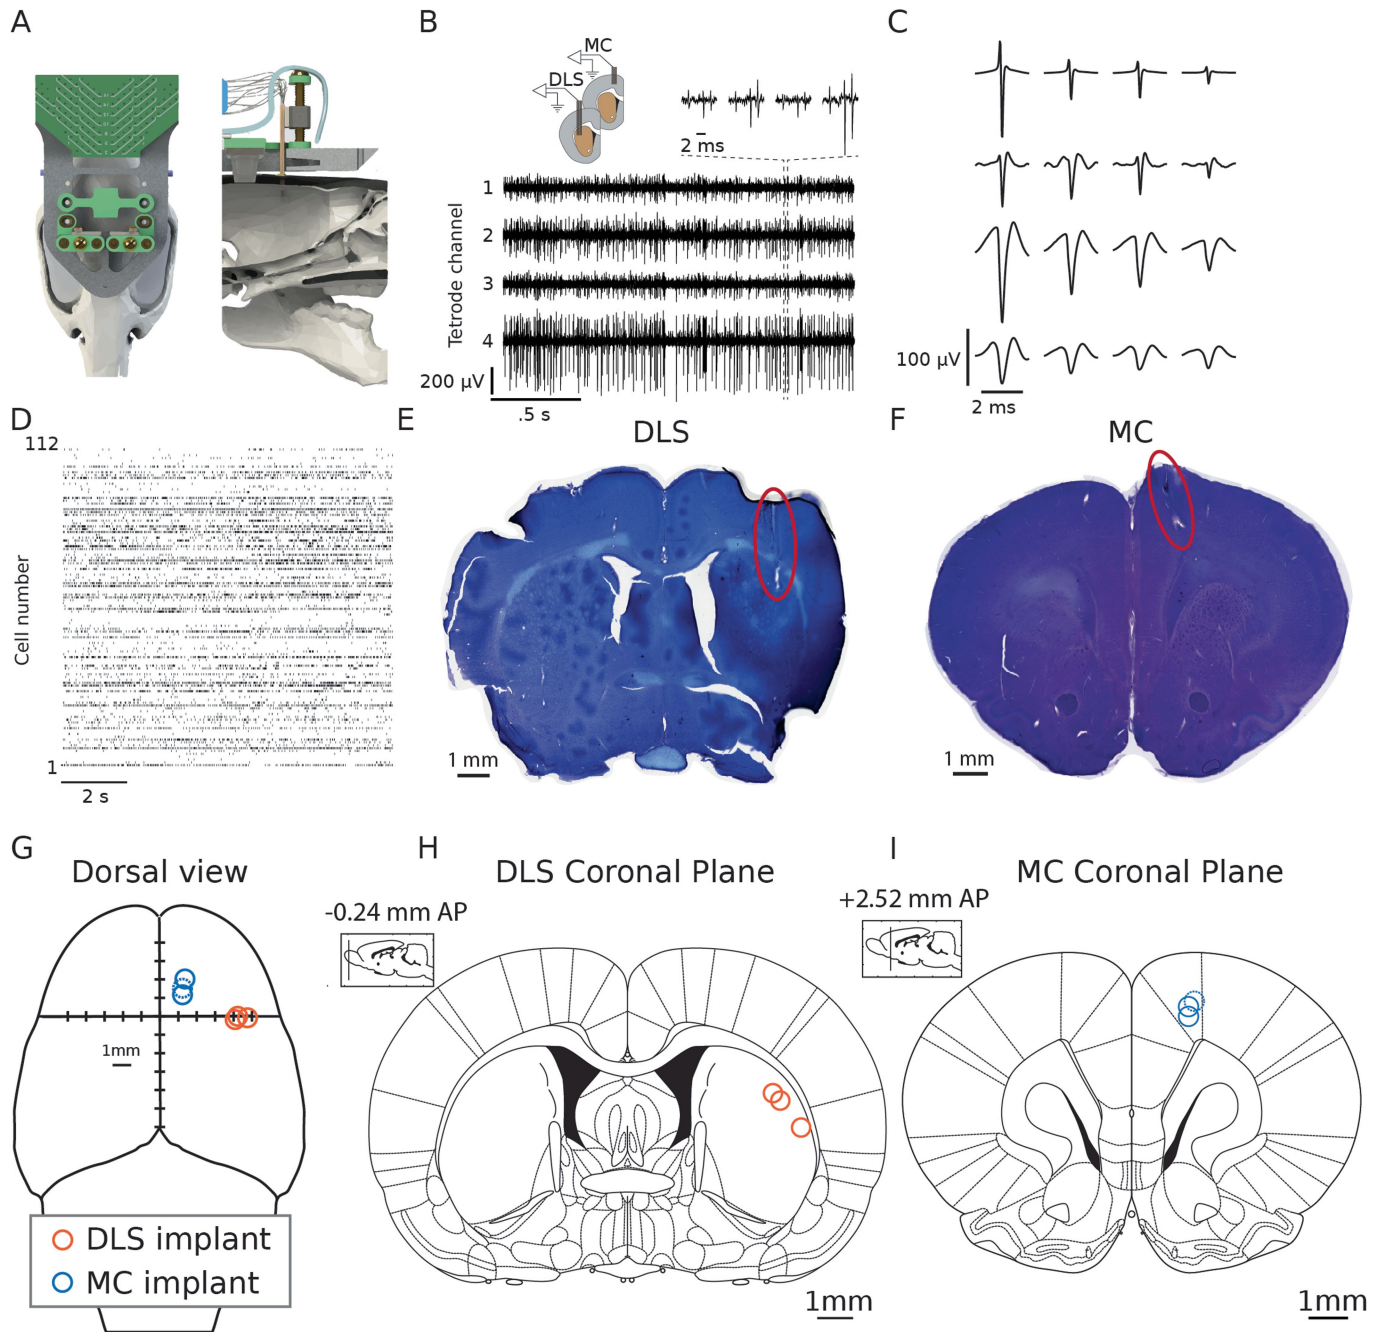 A
B
MC
DLS
2 ms
Tetrode channel
1
2
3
4
200 µV
.5 s
C
100 µV
2 ms
D
112
Cell number
1
2 s
E
DLS
1 mm
F
MC
1 mm
G
Dorsal view
1mm
DLS implant
MC implant
H
DLS Coronal Plane
-0.24 mm AP
1mm
I
MC Coronal Plane
+2.52 mm AP
1mm